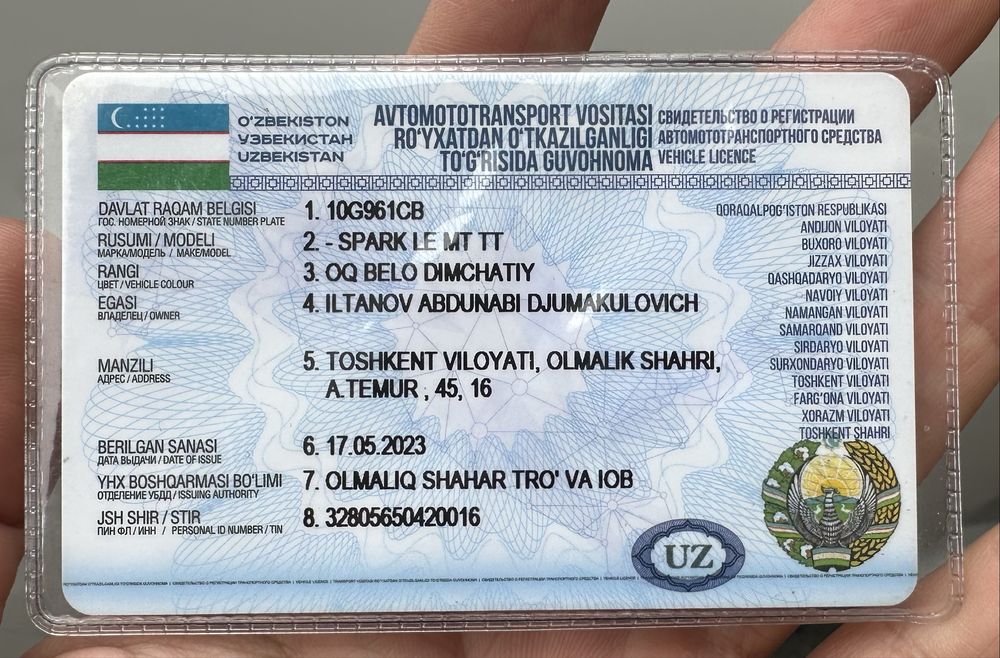 O'ZBEKISTON
УЗБЕКИСТАН
UZBEKISTAN
AVTOMOTOTRANSPORT VOSITASI
RO'YXATDAN O'TKAZILGANLIGI
TO'G'RISIDA GUVOHNOMA
СВИДЕТЕЛЬСТВО О РЕГИСТРАЦИИ
АВТОМОТОТРАНСПОРТНОГО СРЕДСТВА
VEHICLE LICENCE
DAVLAT RAQAM BELGISI
ГОС. НОМЕРНОЙ ЗНАК / STATE NUMBER PLATE
1. 10G961CB
RUSUMI / MODELI
МАРКА/МОДЕЛЬ / MAKE/MODEL
2. - SPARK LE MT TT
RANGI
ЦВЕТ / VEHICLE COLOUR
3. OQ BELO DIMCHATIY
EGASI
ВЛАДЕЛЕЦ / OWNER
4. ILTANOV ABDUNABI DJUMAKULOVICH
MANZILI
АДРЕС / ADDRESS
5. TOSHKENT VILOYATI, OLMALIK SHAHRI,
A.TEMUR , 45, 16
BERILGAN SANASI
ДАТА ВЫДАЧИ / DATE OF ISSUE
6. 17.05.2023
YHX BOSHQARMASI BO'LIMI
ОТДЕЛЕНИЕ УБДД / ISSUING AUTHORITY
7. OLMALIQ SHAHAR TRO' VA IOB
JSH SHIR / STIR
ПИН ФЛ / ИНН / PERSONAL ID NUMBER / TIN
8. 32805650420016
QORAQALPOG'ISTON RESPUBLIKASI
ANDIJON VILOYATI
BUXORO VILOYATI
JIZZAX VILOYATI
QASHQADARYO VILOYATI
NAVOIY VILOYATI
NAMANGAN VILOYATI
SAMARQAND VILOYATI
SIRDARYO VILOYATI
SURXONDARYO VILOYATI
TOSHKENT VILOYATI
FARG'ONA VILOYATI
XORAZM VILOYATI
TOSHKENT SHAHRI
UZ